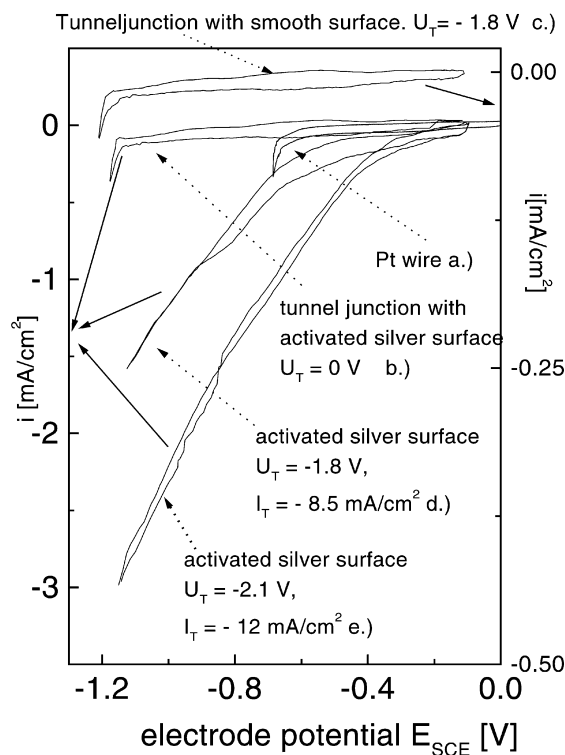 Tunneljunction with smooth surface. U_T= - 1.8 V c.)
0.00
0
i[mA/cm²]
Pt wire a.)
-1
tunnel junction with
activated silver surface
U_T = 0 V b.)
i [mA/cm²]
-0.25
-2
activated silver surface
U_T = -1.8 V,
I_T = - 8.5 mA/cm² d.)
activated silver surface
-3
U_T = -2.1 V,
I_T = - 12 mA/cm² e.)
-0.50
-1.2 -0.8 -0.4 0.0
electrode potential E_SCE [V]